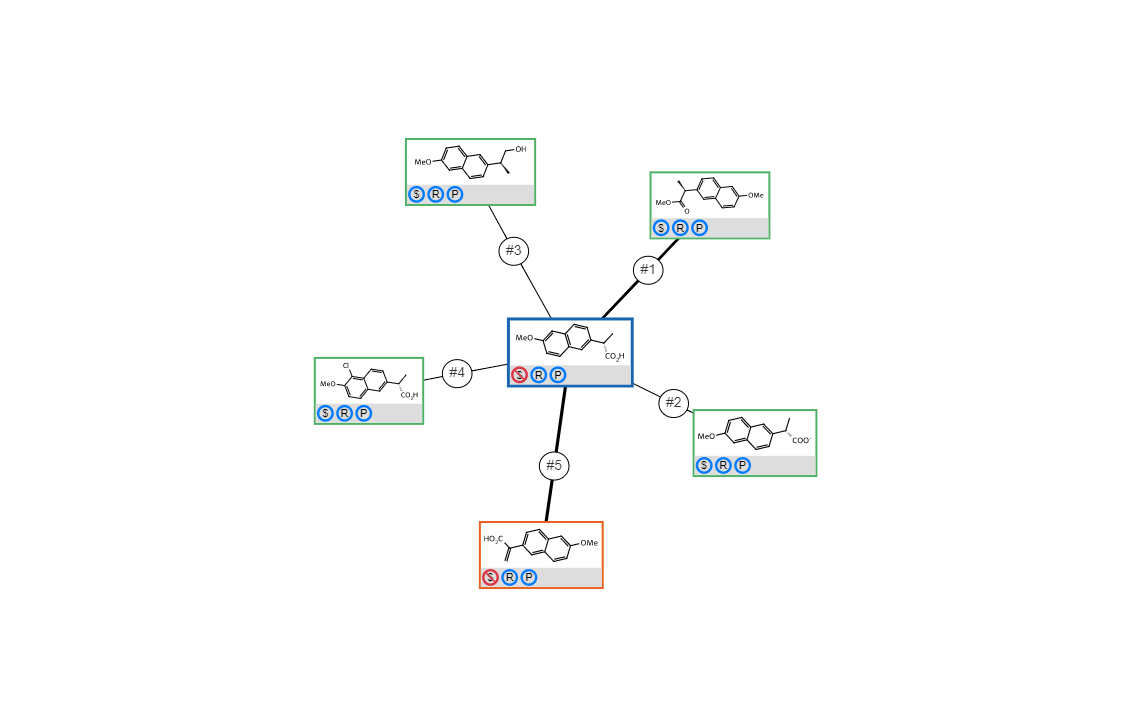 OH
MeO
$ R P
MeO
O
OMe
$ R P
#3
#1
MeO
CO2H
$ R P
Cl
MeO
CO2H
$ R P
#4
#2
MeO
COO-
$ R P
#5
HO2C
OMe
$ R P